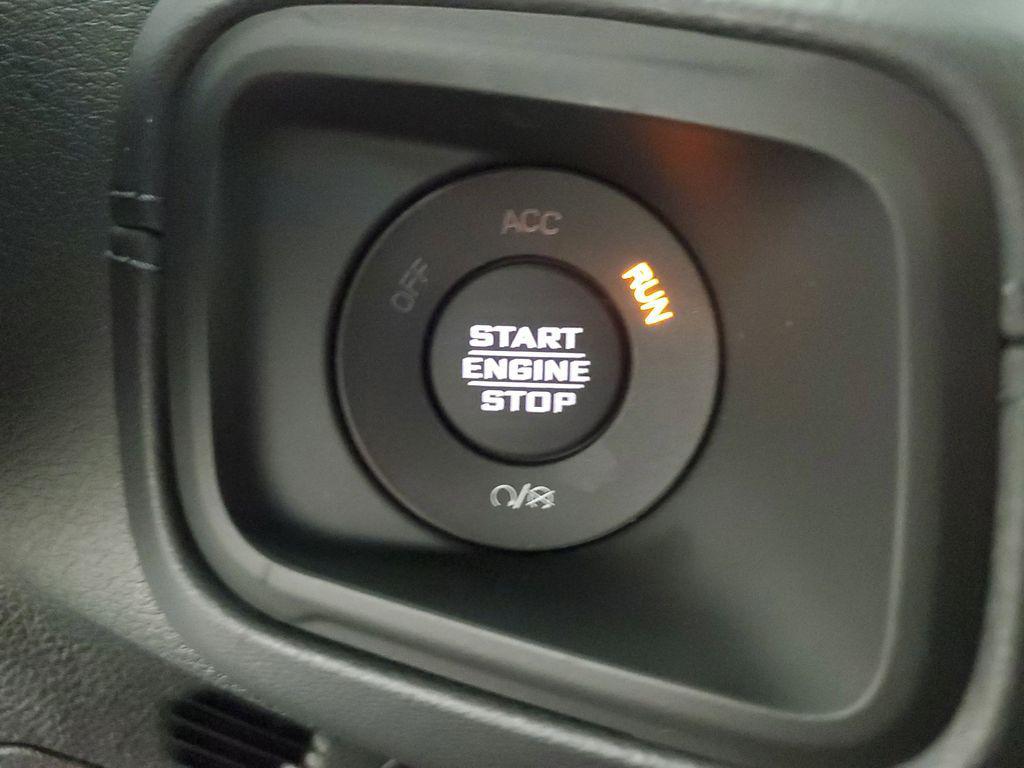 ACC
OFF
RUN
START
ENGINE
STOP